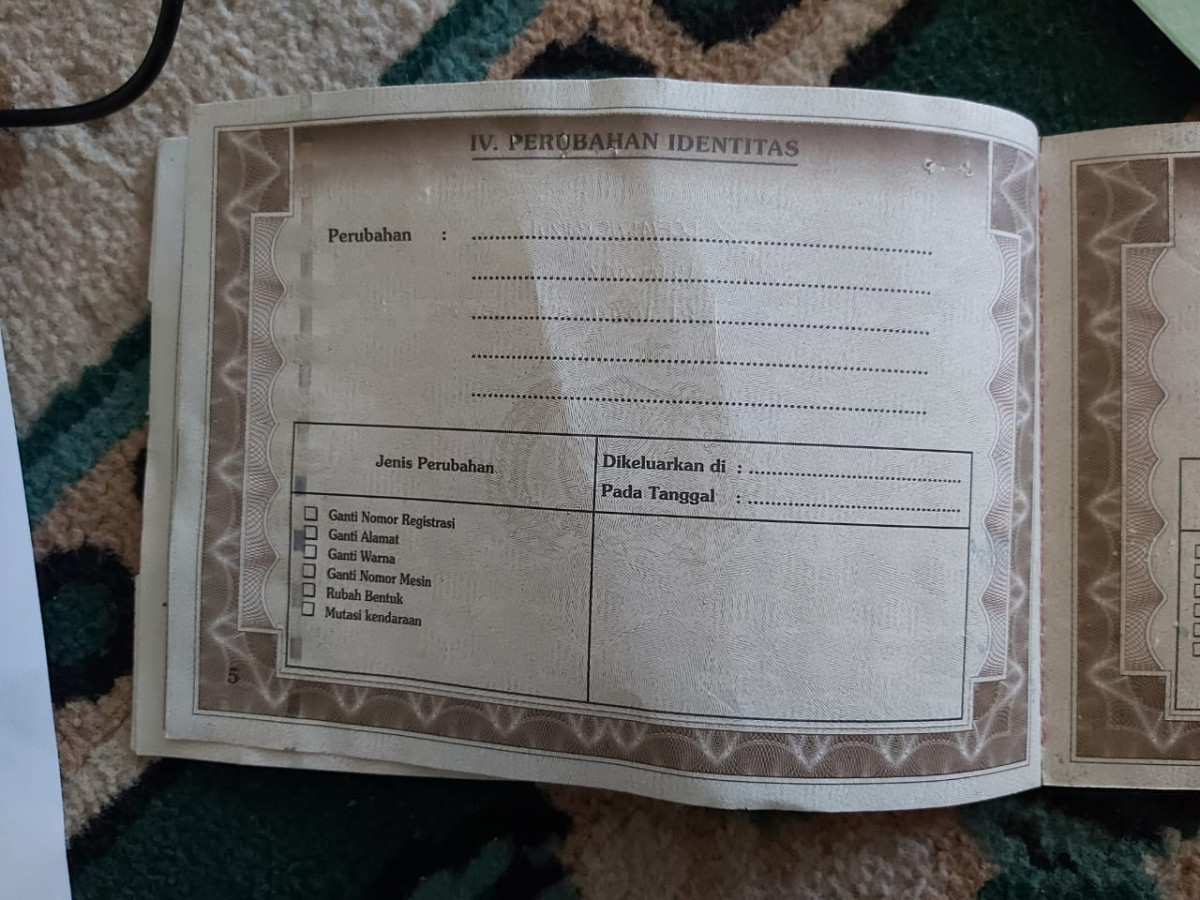 IV. PERUBAHAN IDENTITAS
Perubahan : ........................................
........................................
........................................
........................................
........................................
Jenis Perubahan
Dikeluarkan di : ........................................
Pada Tanggal : ........................................
Ganti Nomor Registrasi
Ganti Alamat
Ganti Warna
Ganti Nomor Mesin
Rubah Bentuk
Mutasi kendaraan
5